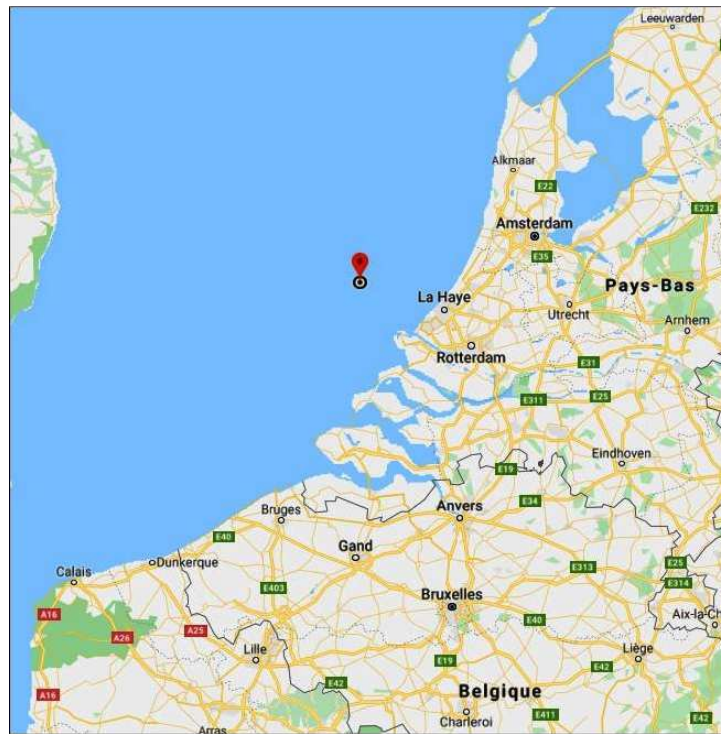 Leeuwarden
Alkmaar
E22
E232
Amsterdam
E35
Pays-Bas
La Haye
Utrecht
Arnhem
Rotterdam
E31
E311
E25
Eindhoven
E19
E34
Bruges
Anvers
E40
Gand
Dunkerque
Calais
E403
E313
E25
E314
Bruxelles
A16
A26
A25
E40
Aix-la-Ch
Lille
E19
E42
Liège
E42
A16
Belgique
Charleroi
E411
E42
Arras